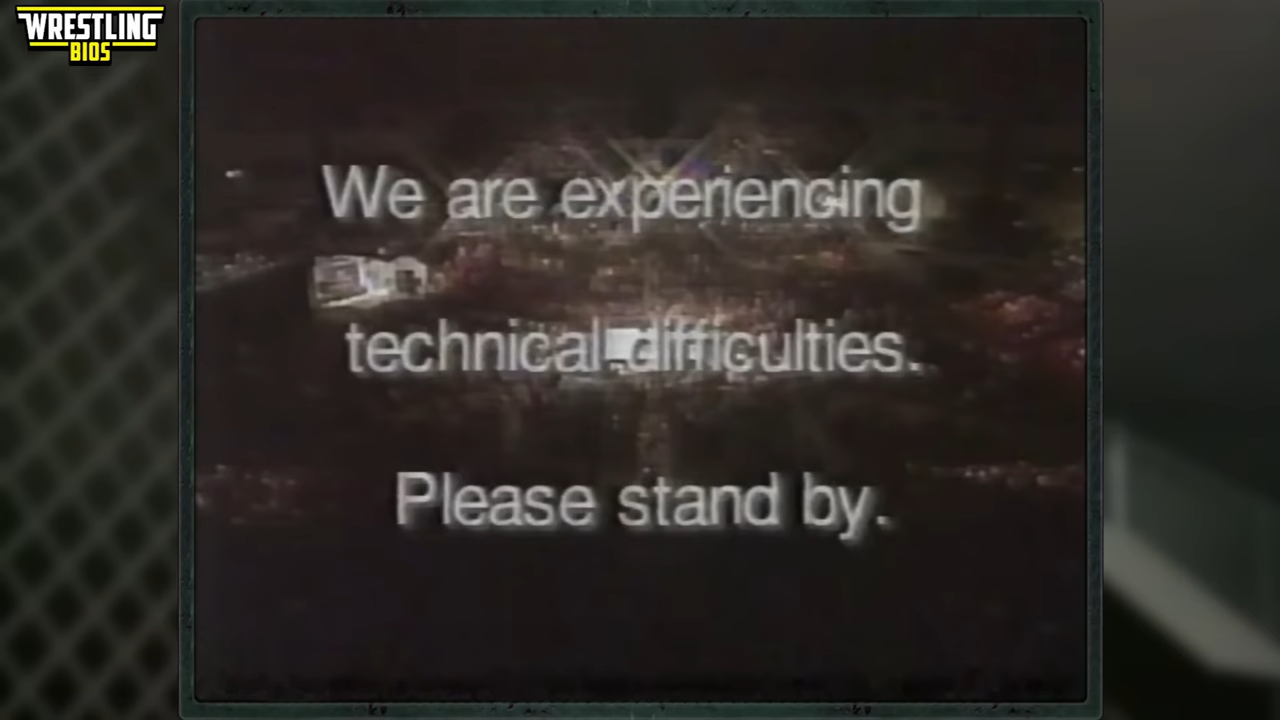 WRESTLING
BIOS
We are experiencing
technical difficulties.
Please stand by.